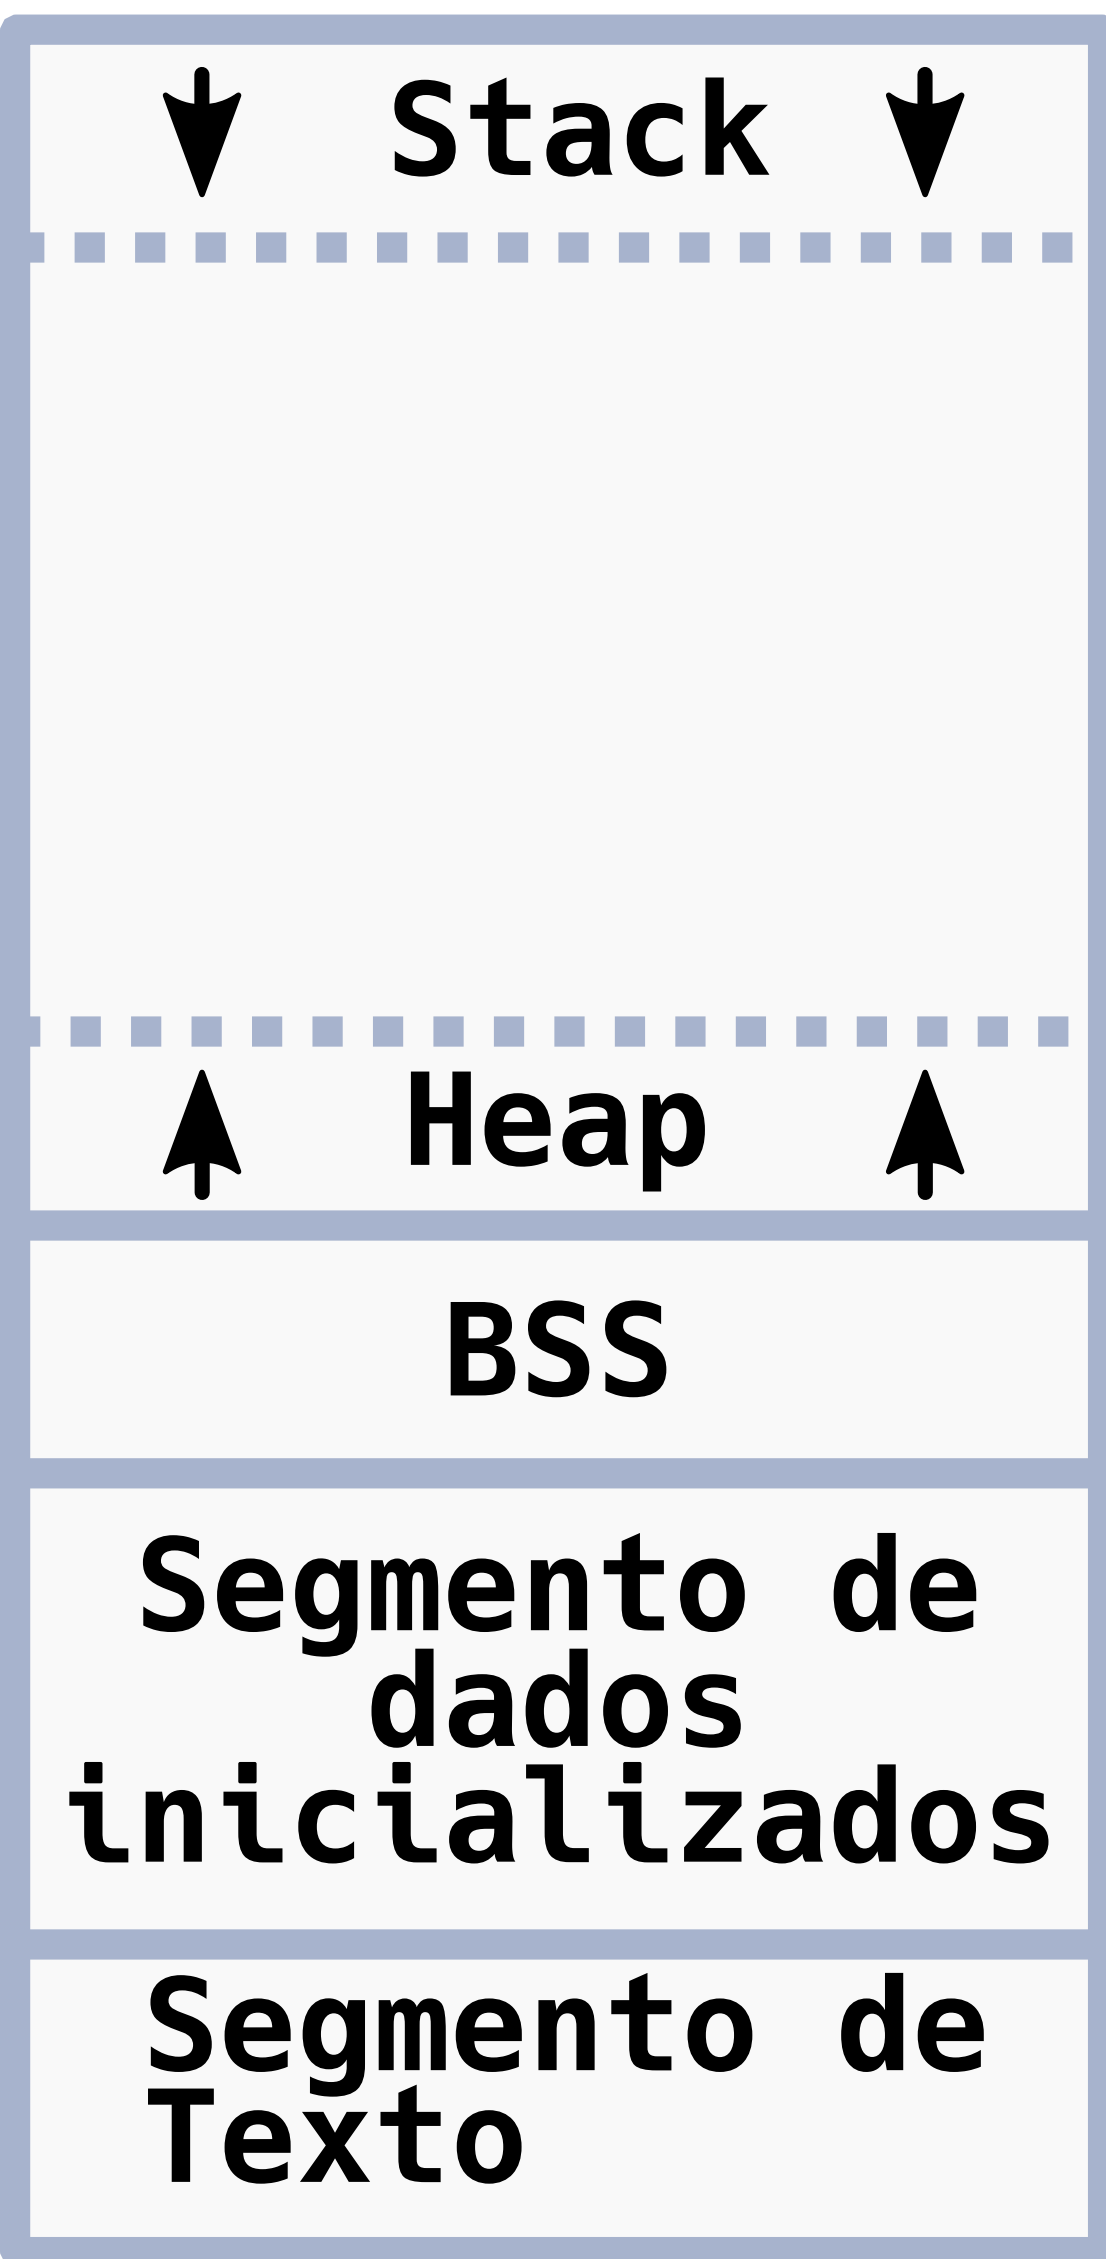 Stack
Heap
BSS
Segmento de
dados
inicializados
Segmento de
Texto